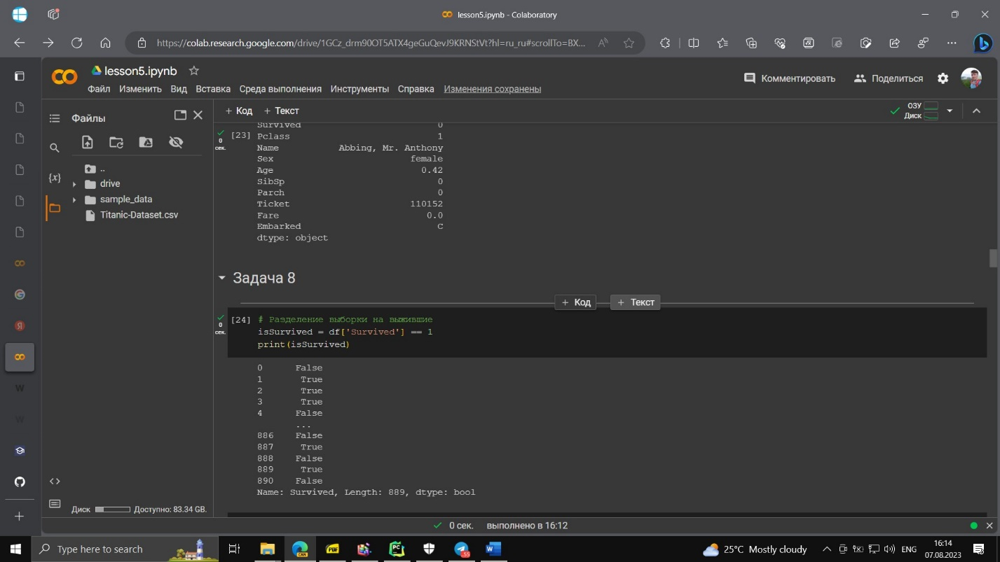 lesson5.ipynb - Colaboratory
https://colab.research.google.com/drive/1GCz_drm90OT5ATX4geGuQevJ9KRNStVt?hl=ru_ru#scrollTo=BX...
lesson5.ipynb
Файл Изменить Вид Вставка Среда выполнения Инструменты Справка Изменения сохранены
Комментировать Поделиться
Файлы
+ Код + Текст
ОЗУ
Диск
..
drive
sample_data
Titanic-Dataset.csv
Survived 0
0 сек. [23] Pclass 1
Name Abbing, Mr. Anthony
Sex female
Age 0.42
SibSp 0
Parch 0
Ticket 110152
Fare 0.0
Embarked C
dtype: object
Задача 8
+ Код + Текст
0 сек. [24] # Разделение выборки на выжившие
isSurvived = df['Survived'] == 1
print(isSurvived)
0 False
1 True
2 True
3 True
4 False
...
886 False
887 True
888 False
889 True
890 False
Name: Survived, Length: 889, dtype: bool
Диск Доступно: 83.34 GB.
0 сек. выполнено в 16:12
Type here to search
25°C Mostly cloudy
ENG
16:14
07.08.2023